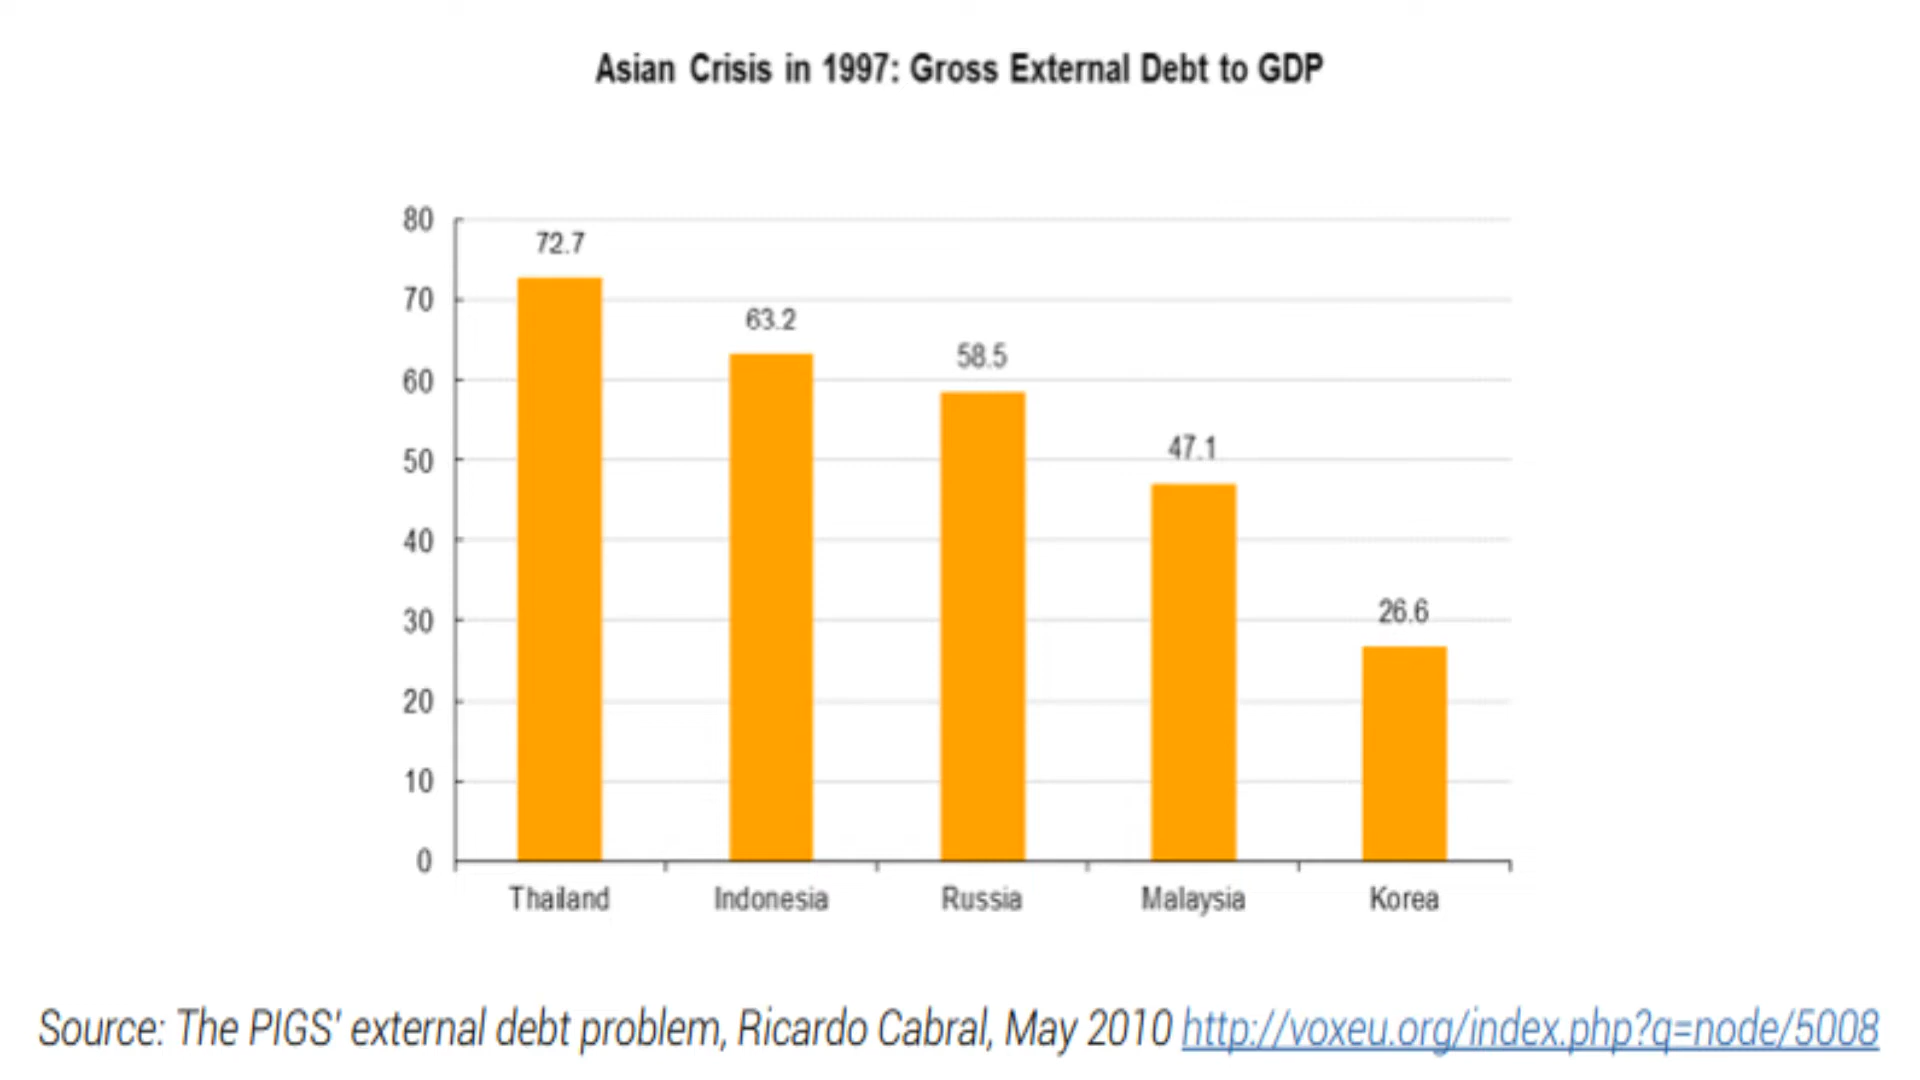 Asian Crisis in 1997: Gross External Debt to GDP
80
70
60
50
40
30
20
10
0
72.7
63.2
58.5
47.1
26.6
Thailand
Indonesia
Russia
Malaysia
Korea
Source: The PIGS' external debt problem, Ricardo Cabral, May 2010 http://voxeu.org/index.php?q=node/5008